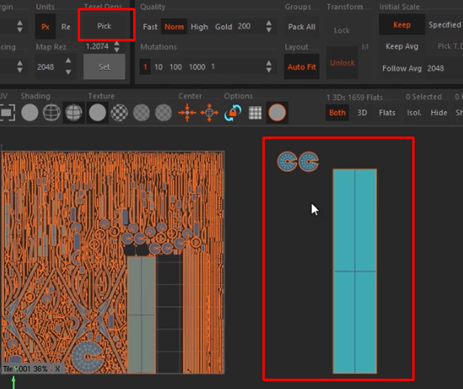 rgin Units Texel Dens Quality Groups Transform Initial Scale
Px Re Pick Fast Norm High Gold 200 Pack All Lock Keep Specified
cing Map Rez 1.2074 Mutations Layout M Keep Avg Pick T.D
2048 Set 1 10 100 1000 1 Auto Fit Unlock Follow Avg 2048
UV Shading Texture Center Options 1 3Ds 1659 Flats 0 Selected...
Both 3D Flats Isol. Hide Sh
Tile 1001 36% . X